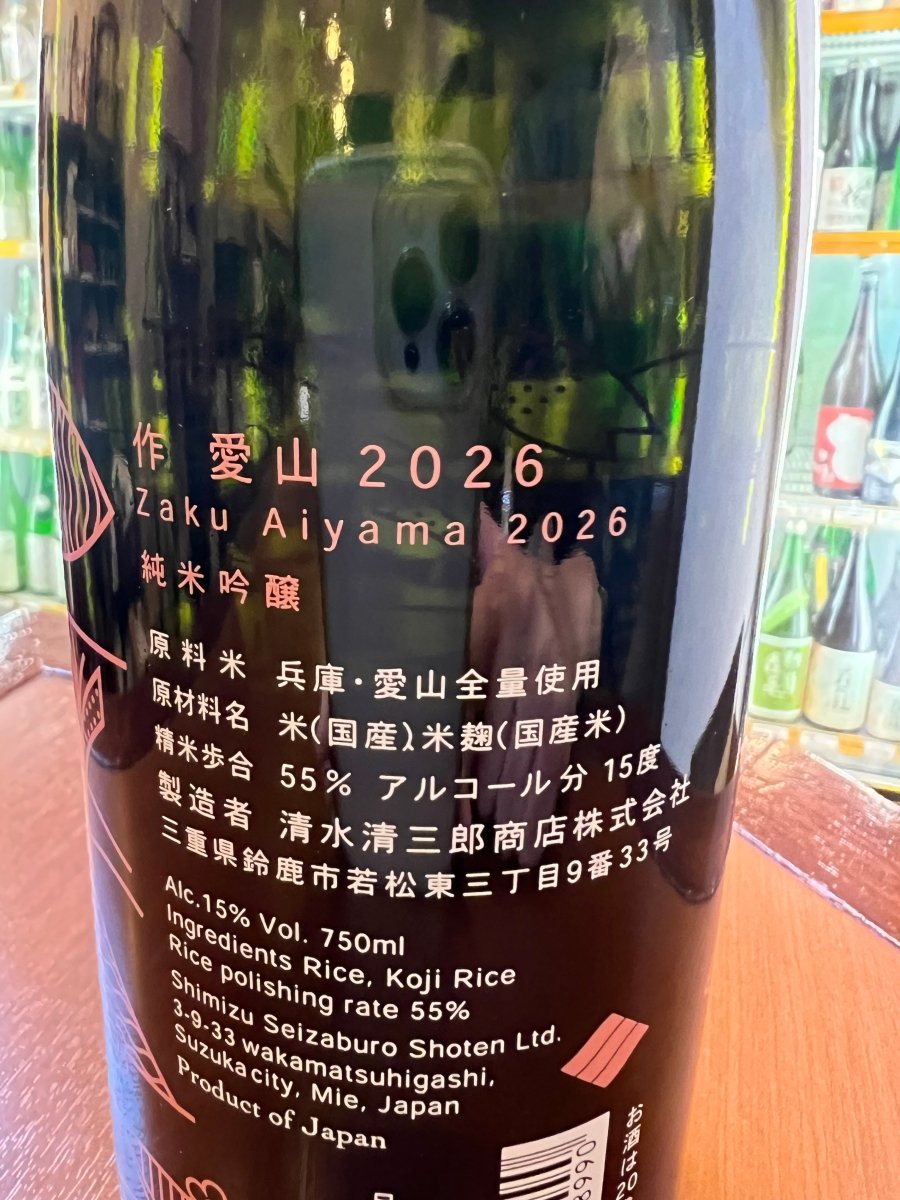 作 愛山 2026
Zaku Aiyama 2026
純米吟醸
原料米 兵庫・愛山全量使用
原材料名 米(国産)、米麹(国産米)
精米歩合 55% アルコール分 15度
製造者 清水清三郎商店株式会社
三重県鈴鹿市若松東三丁目9番33号
Alc.15% Vol. 750ml
Ingredients Rice, Koji Rice
Rice polishing rate 55%
Shimizu Seizaburo Shoten Ltd.
3-9-33 wakamatsuhigashi,
Suzuka city, Mie, Japan
Product of Japan
お酒は20